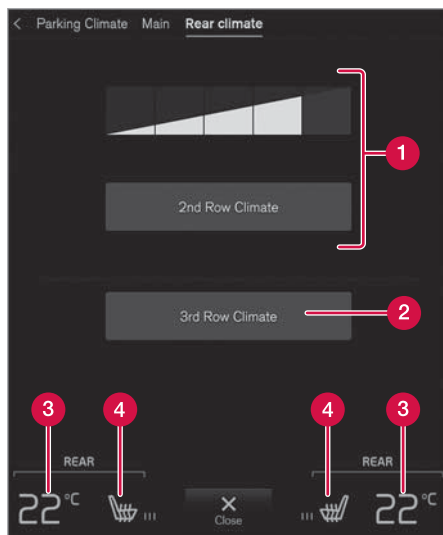 < Parking Climate Main Rear climate
1
2nd Row Climate
3rd Row Climate
2
3 4 4 3
REAR REAR
22°C 22°C
Close